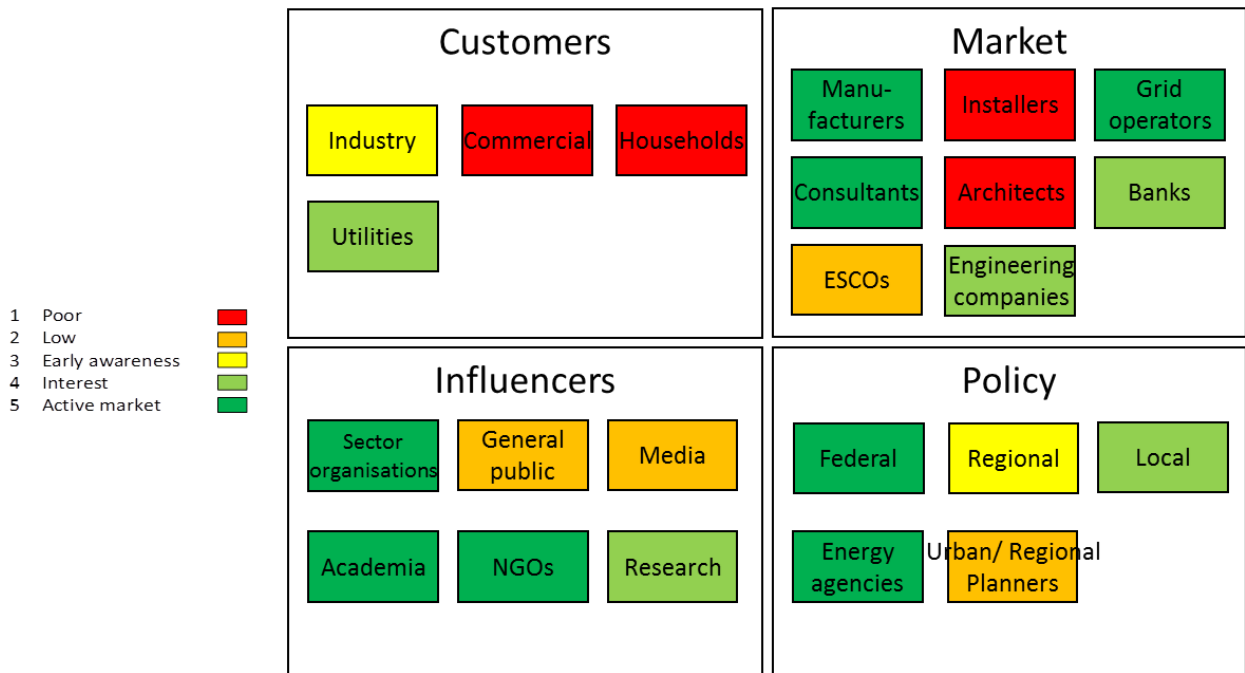 Customers
Industry
Commercial
Households
Utilities
Market
Manu-
facturers
Installers
Grid
operators
Consultants
Architects
Banks
ESCOs
Engineering
companies
1 Poor
2 Low
3 Early awareness
4 Interest
5 Active market
Influencers
Sector
organisations
General
public
Media
Academia
NGOs
Research
Policy
Federal
Regional
Local
Energy
agencies
Urban/ Regional
Planners